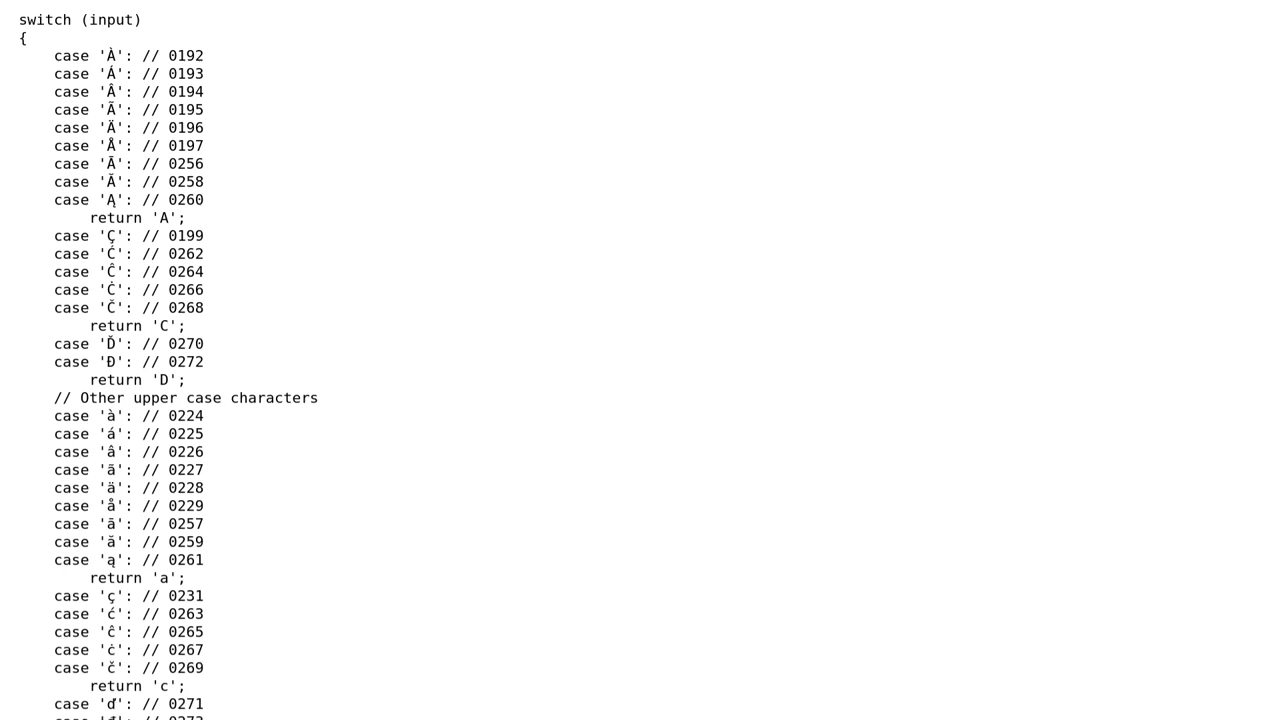 switch (input)
{
    case 'À': // 0192
    case 'Á': // 0193
    case 'Â': // 0194
    case 'Ã': // 0195
    case 'Ä': // 0196
    case 'Å': // 0197
    case 'Ā': // 0256
    case 'Ă': // 0258
    case 'Ą': // 0260
        return 'A';
    case 'Ç': // 0199
    case 'Ć': // 0262
    case 'Ĉ': // 0264
    case 'Ċ': // 0266
    case 'Č': // 0268
        return 'C';
    case 'Ď': // 0270
    case 'Đ': // 0272
        return 'D';
    // Other upper case characters
    case 'à': // 0224
    case 'á': // 0225
    case 'â': // 0226
    case 'ã': // 0227
    case 'ä': // 0228
    case 'å': // 0229
    case 'ā': // 0257
    case 'ă': // 0259
    case 'ą': // 0261
        return 'a';
    case 'ç': // 0231
    case 'ć': // 0263
    case 'ĉ': // 0265
    case 'ċ': // 0267
    case 'č': // 0269
        return 'c';
    case 'ď': // 0271
    case 'đ': // 0273